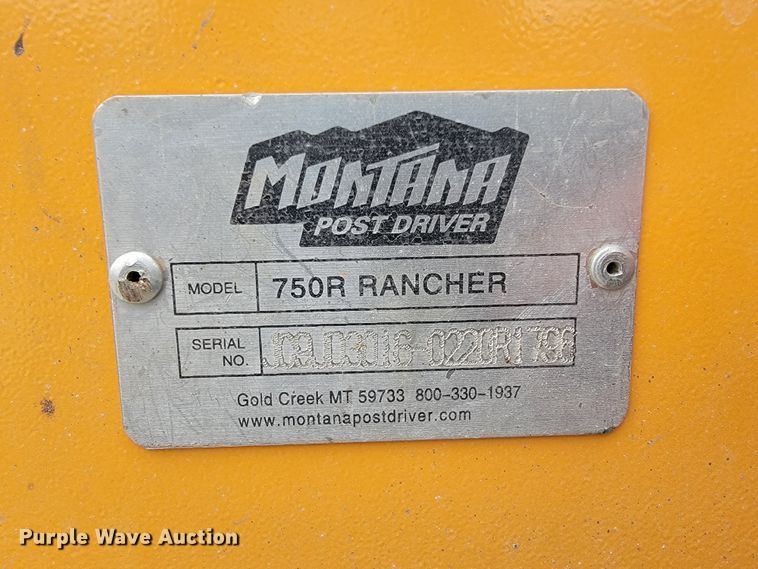 MONTANA
POST DRIVER
MODEL 750R RANCHER
SERIAL NO.
Gold Creek MT 59733 800-330-1937
www.montanapostdriver.com
Purple Wave Auction